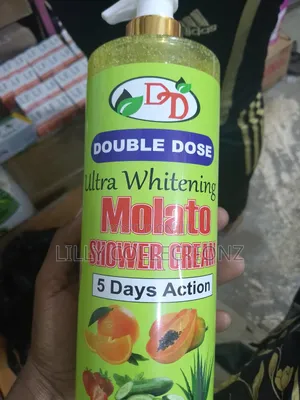 DD
DOUBLE DOSE
Ultra Whitening
Molato
SHOWER CREAM
5 Days Action